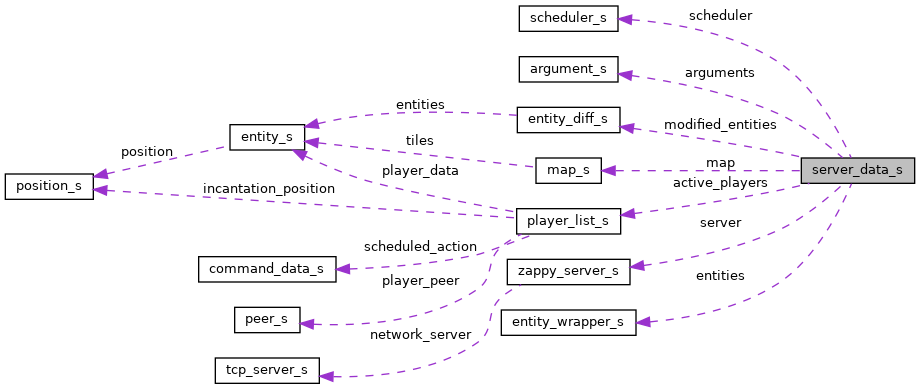 scheduler_s
scheduler
argument_s
arguments
entities
entity_diff_s
modified_entities
entity_s
tiles
position
map_s
map
server_data_s
player_data
position_s
incantation_position
active_players
player_list_s
scheduled_action
server
command_data_s
zappy_server_s
player_peer
entities
peer_s
entity_wrapper_s
network_server
tcp_server_s